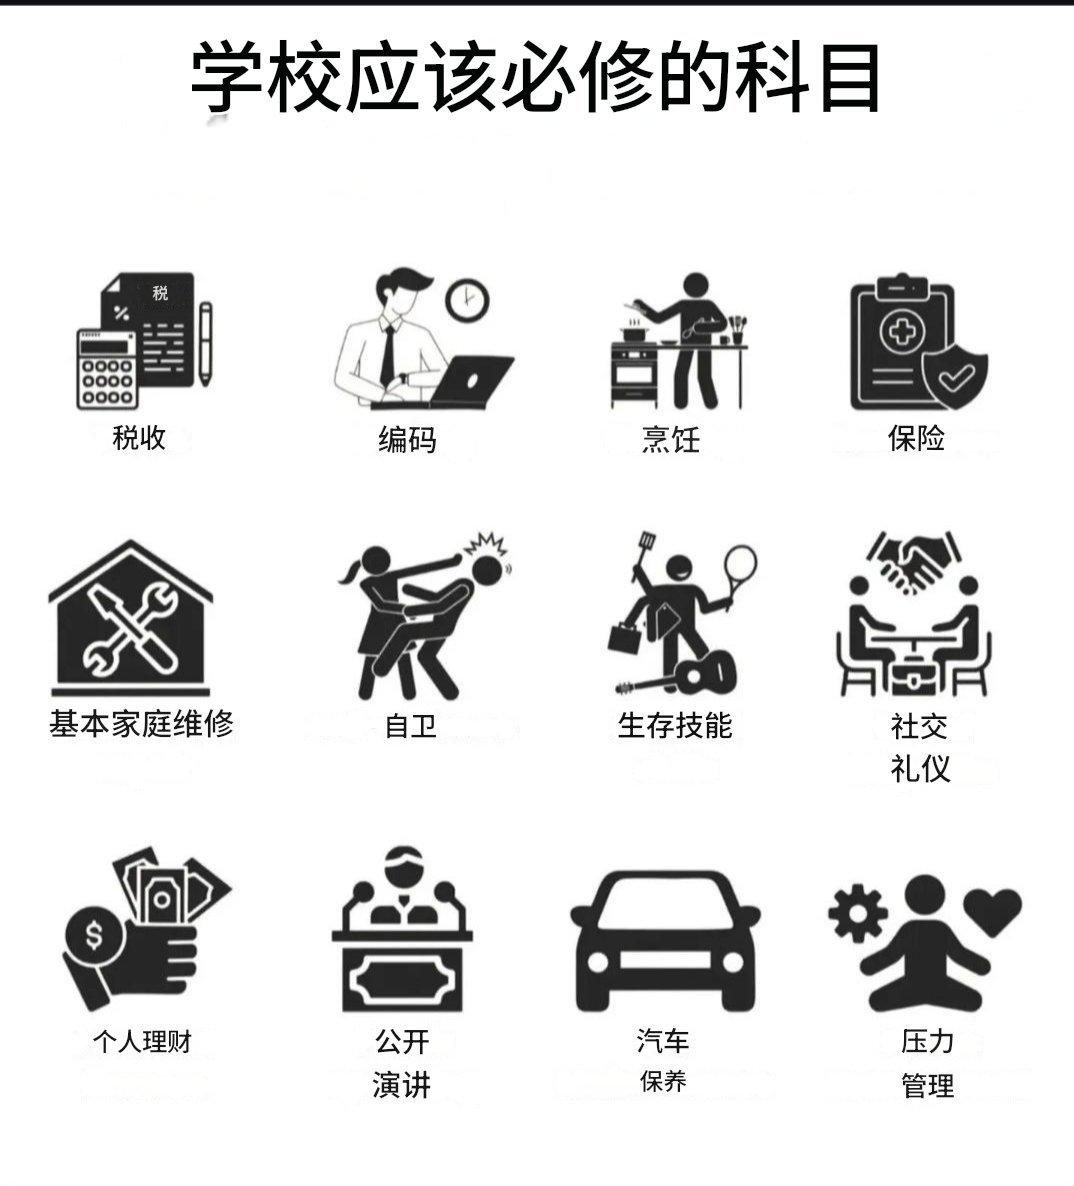 学校应该必修的科目
税
%
税收
编码
烹饪
保险
基本家庭维修
自卫
生存技能
社交
礼仪
$
个人理财
公开
演讲
汽车
保养
压力
管理